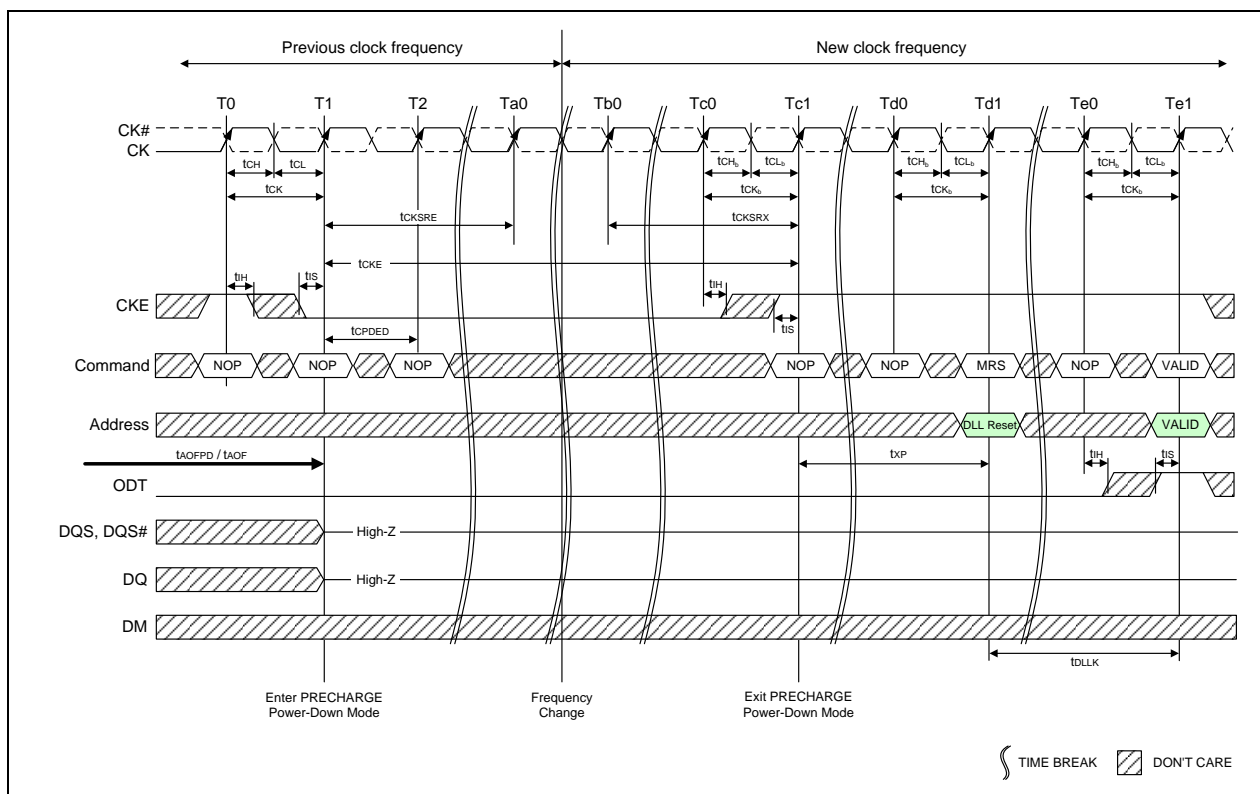 Previous clock frequency New clock frequency
T0 T1 T2 Ta0 Tb0 Tc0 Tc1 Td0 Td1 Te0 Te1
CK#
CK
tCH tCL tCHb tCLb tCHb tCLb tCHb tCLb
tCK tCKb tCKb tCKb
tCKSRE tCKSRX
tCKE
tIH tIS tIH
CKE
tIS
tCPDED
Command NOP NOP NOP NOP NOP MRS NOP VALID
Address DLL Reset VALID
tAOFPD / tAOF tXP tIH tIS
ODT
DQS, DQS# High-Z
DQ High-Z
DM
tDLLK
Enter PRECHARGE
Power-Down Mode
Frequency
Change
Exit PRECHARGE
Power-Down Mode
TIME BREAK DON'T CARE